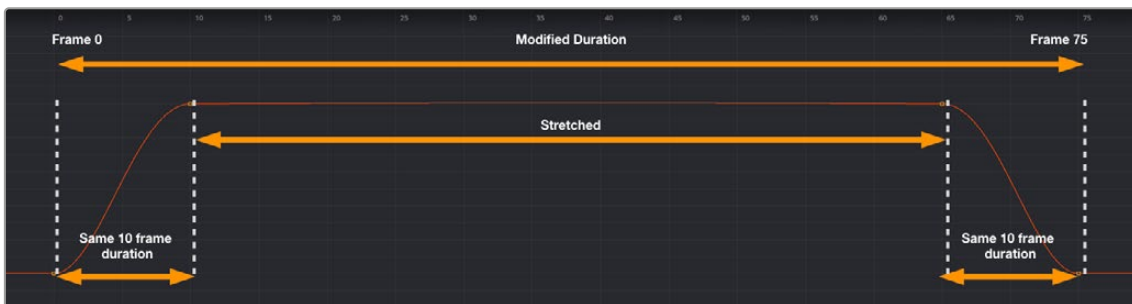 0 5 10 15 20 25 30 35 40 45 50 55 60 65 70 75
Frame 0 Modified Duration Frame 75
Stretched
Same 10 frame
duration
Same 10 frame
duration